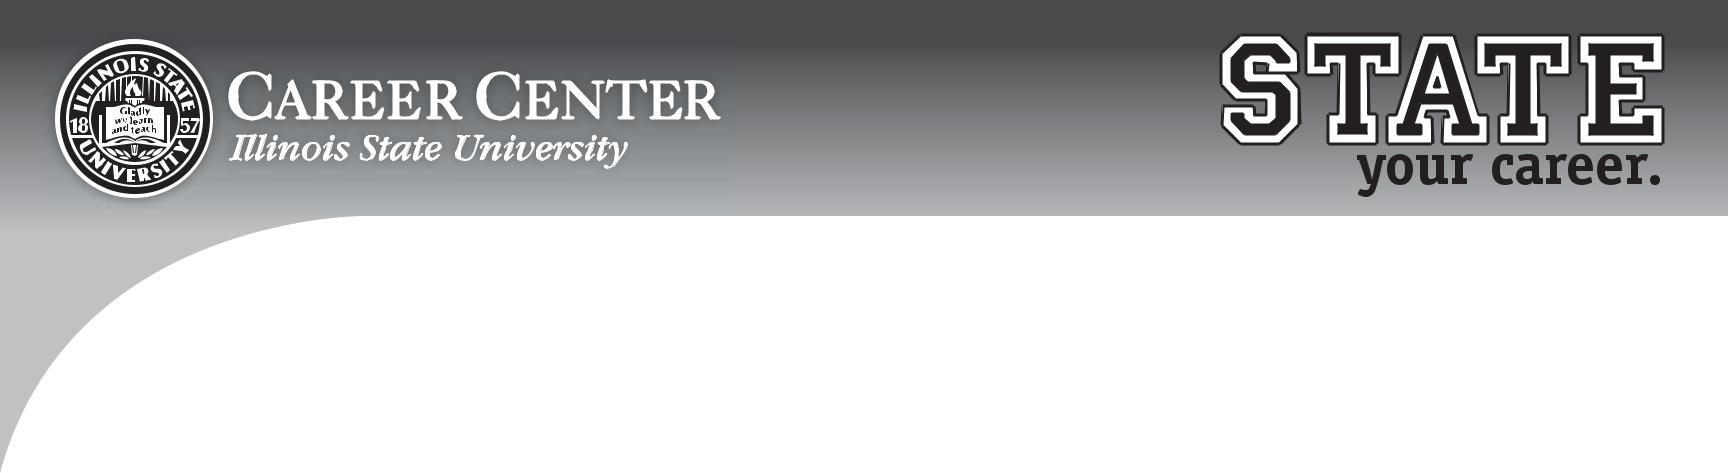 ILLINOIS STATE
Gladly
we learn
and teach
18 57
UNIVERSITY
CAREER CENTER
Illinois State University
STATE
your career.